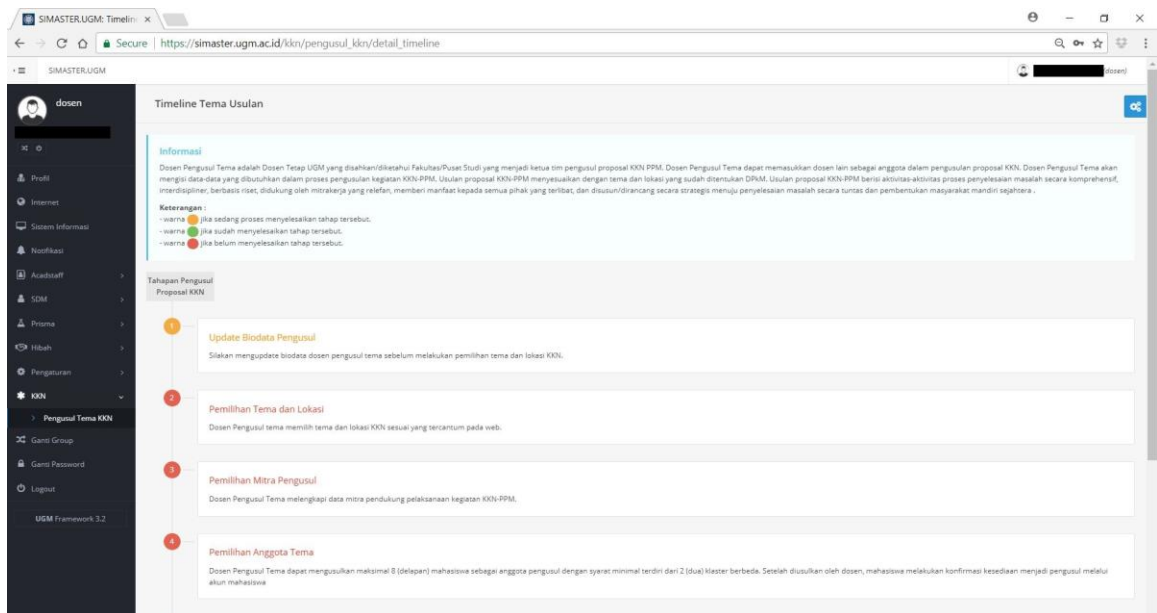 SIMASTER.UGM: Timeline
Secure https://simaster.ugm.ac.id/kkn/pengusul_kkn/detail_timeline
SIMASTER.UGM
(dosen)
dosen
Profil
Internet
Sistem Informasi
Notifikasi
Acadstaff
SDM
Prisma
Hibah
Pengaturan
KKN
Pengusul Tema KKN
Ganti Group
Ganti Password
Logout
UGM Framework 3.2
Timeline Tema Usulan
Informasi
Dosen Pengusul Tema adalah Dosen Tetap UGM yang disahkan/diketahui Fakultas/Pusat Studi yang menjadi ketua tim pengusul proposal KKN PPM. Dosen Pengusul Tema dapat memasukkan dosen lain sebagai anggota dalam pengusulan proposal KKN. Dosen Pengusul Tema akan
mengisi data-data yang dibutuhkan dalam proses pengusulan kegiatan KKN-PPM. Usulan proposal KKN-PPM menyesuaikan dengan tema dan lokasi yang sudah ditentukan DPkM. Usulan proposal KKN-PPM berisi aktivitas-aktivitas proses penyelesaian masalah secara komprehensif,
interdisipliner, berbasis riset, didukung oleh mitrakerja yang relefan, memberi manfaat kepada semua pihak yang terlibat, dan disusun/dirancang secara strategis menuju penyelesaian masalah secara tuntas dan pembentukan masyarakat mandiri sejahtera .
Keterangan :
- warna jika sedang proses menyelesaikan tahap tersebut.
- warna jika sudah menyelesaikan tahap tersebut.
- warna jika belum menyelesaikan tahap tersebut.
Tahapan Pengusul
Proposal KKN
1
Update Biodata Pengusul
Silakan mengupdate biodata dosen pengusul tema sebelum melakukan pemilihan tema dan lokasi KKN.
2
Pemilihan Tema dan Lokasi
Dosen Pengusul tema memilih tema dan lokasi KKN sesuai yang tercantum pada web.
3
Pemilihan Mitra Pengusul
Dosen Pengusul Tema melengkapi data mitra pendukung pelaksanaan kegiatan KKN-PPM.
4
Pemilihan Anggota Tema
Dosen Pengusul Tema dapat mengusulkan maksimal 8 (delapan) mahasiswa sebagai anggota pengusul dengan syarat minimal terdiri dari 2 (dua) klaster berbeda. Setelah diusulkan oleh dosen, mahasiswa melakukan konfirmasi kesediaan menjadi pengusul melalui
akun mahasiswa